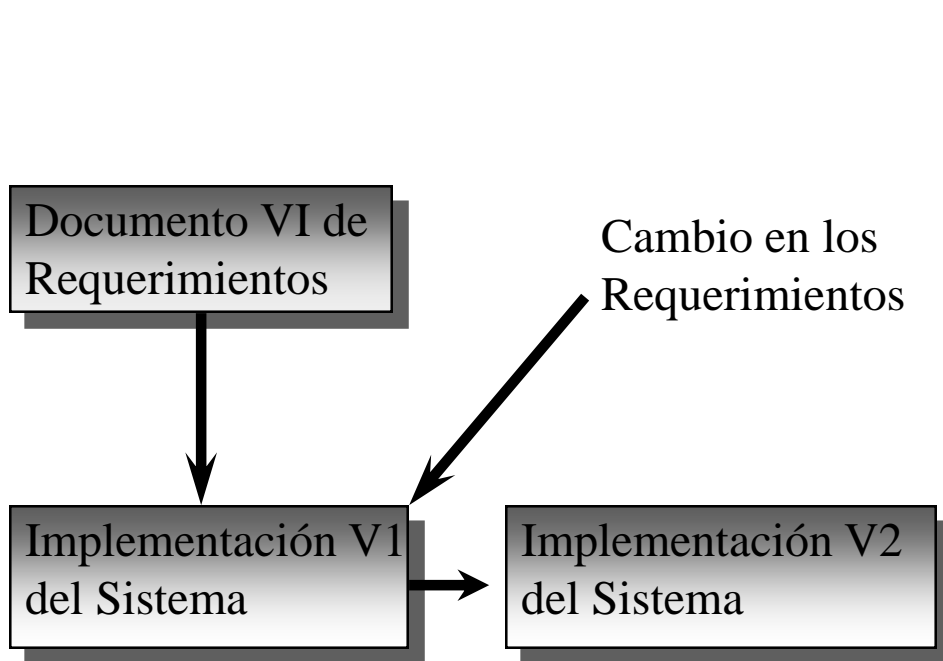 Documento VI de
Requerimientos
Cambio en los
Requerimientos
Implementación V1
del Sistema
Implementación V2
del Sistema